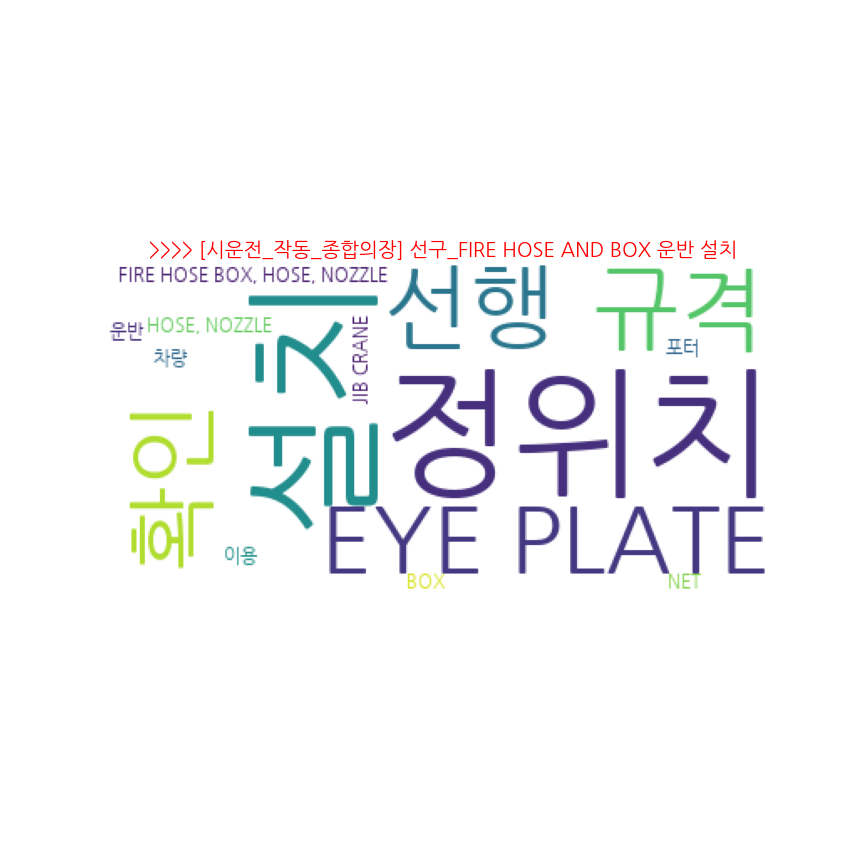 >>>> [시운전_작동_종합의장] 선구_FIRE HOSE AND BOX 운반 설치
FIRE HOSE BOX, HOSE, NOZZLE
선행
규격
운반
HOSE, NOZZLE
설치
JIB CRANE
차량
포터
정위치
확인
EYE PLATE
이용
BOX
NET